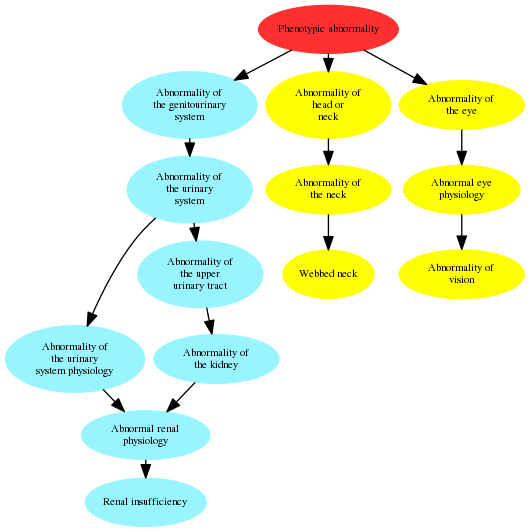 Phenotypic abnormality
Abnormality of
the genitourinary
system
Abnormality of
head or
neck
Abnormality of
the eye
Abnormality of
the urinary
system
Abnormality of
the neck
Abnormal eye
physiology
Abnormality of
the upper
urinary tract
Webbed neck
Abnormality of
vision
Abnormality of
the urinary
system physiology
Abnormality of
the kidney
Abnormal renal
physiology
Renal insufficiency